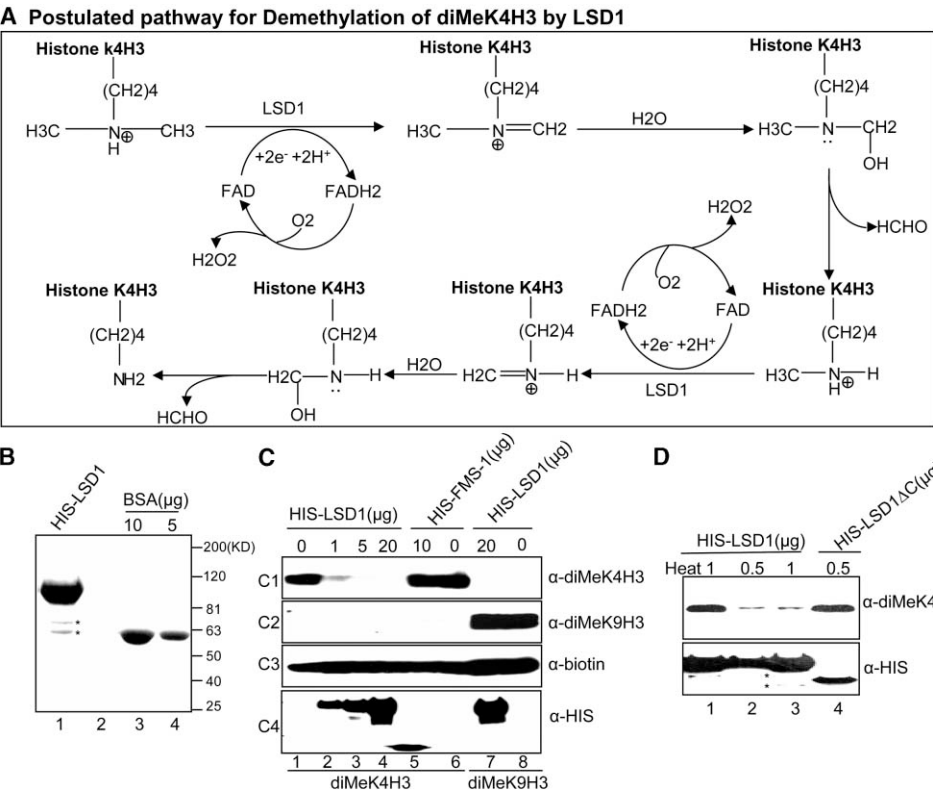 A Postulated pathway for Demethylation of diMeK4H3 by LSD1
Histone k4H3
(CH2)4
H3C N ⊕ CH3
H
LSD1
+2e- +2H+
FAD FADH2
O2
H2O2
Histone K4H3
(CH2)4
H3C N CH2
⊕
H2O
Histone K4H3
(CH2)4
H3C N CH2
..
OH
HCHO
H2O2
O2
FADH2 FAD
+2e- +2H+
LSD1
Histone K4H3
(CH2)4
H3C N H
H ⊕
Histone K4H3
(CH2)4
H2C N H
⊕
H2O
Histone K4H3
(CH2)4
H2C N H
..
OH
HCHO
Histone K4H3
(CH2)4
NH2
B
HIS-LSD1
BSA(µg)
10 5
200(KD)
120
81
63
50
40
25
*
*
1 2 3 4
C
HIS-LSD1(µg) HIS-FMS-1(µg) HIS-LSD1(µg)
0 1 5 20 10 0 20 0
C1 α-diMeK4H3
C2 α-diMeK9H3
C3 α-biotin
C4 α-HIS
1 2 3 4 5 6 7 8
diMeK4H3 diMeK9H3
D
HIS-LSD1(µg) HIS-LSD1ΔC(µg
Heat 1 0.5 1 0.5
α-diMeK4
α-HIS
*
*
1 2 3 4